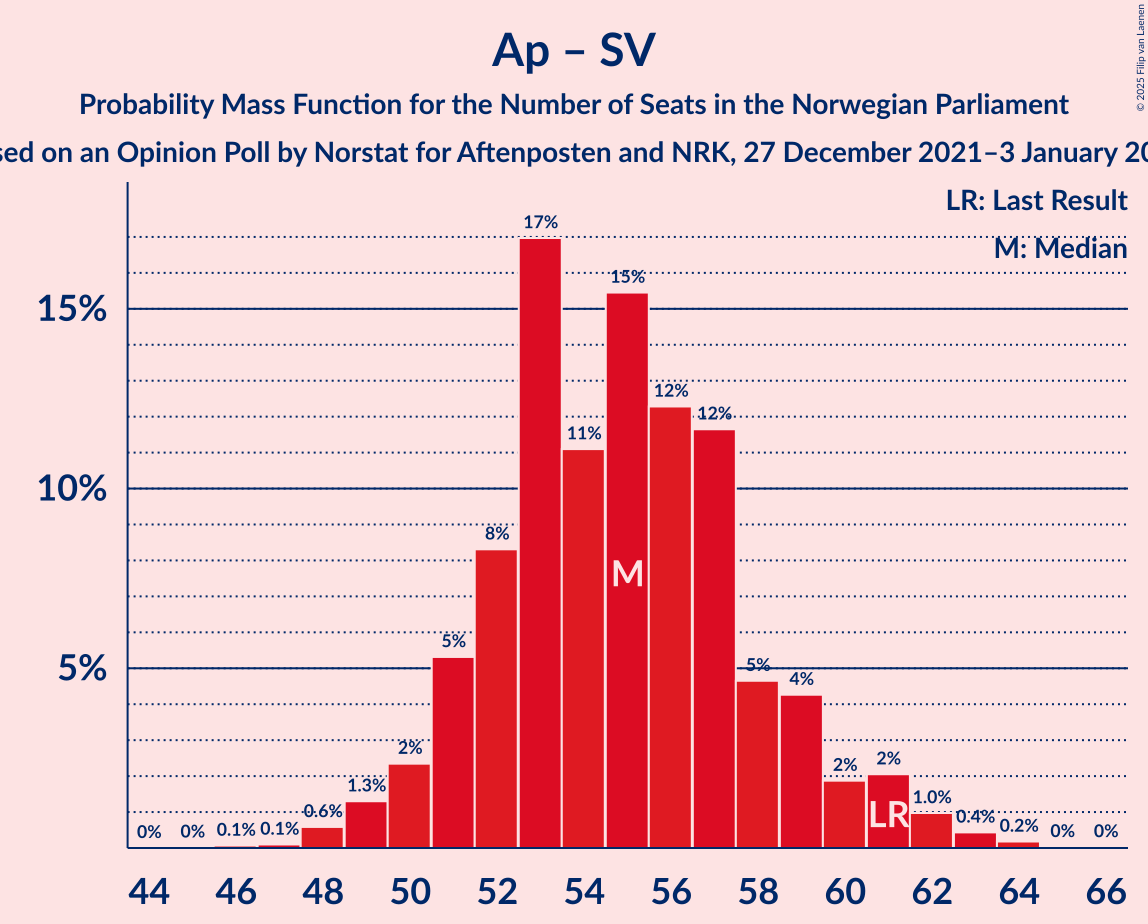 Ap – SV
Probability Mass Function for the Number of Seats in the Norwegian Parliament
on an Opinion Poll by Norstat for Aftenposten and NRK, 27 December 2021–3 January
© 2025 Filip van Laenen
LR: Last Result
M: Median
17%
15%
15%
12%
12%
11%
10%
8%
5%
5%
5%
4%
2%
2%
2%
1.3%
1.0%
0.6%
0.4%
0.2%
0% 0% 0.1% 0.1%
0% 0%
M
LR
44 46 48 50 52 54 56 58 60 62 64 66